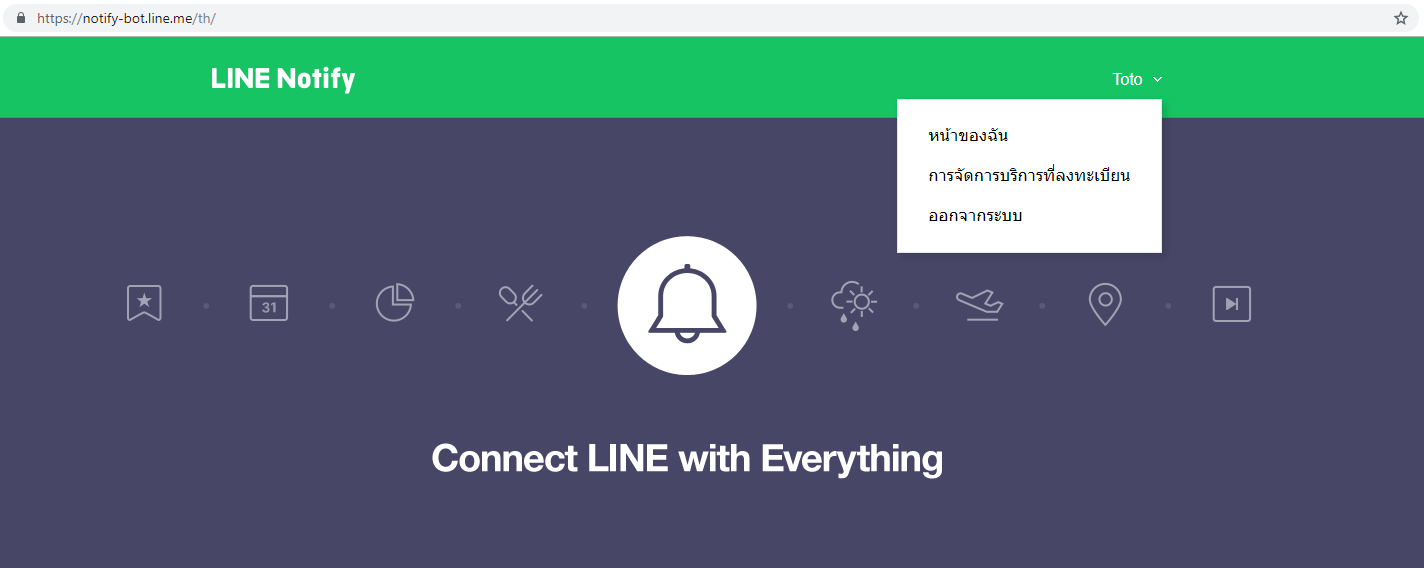 https://notify-bot.line.me/th/
LINE Notify
Toto
หน้าของฉัน
การจัดการบริการที่ลงทะเบียน
ออกจากระบบ
31
Connect LINE with Everything